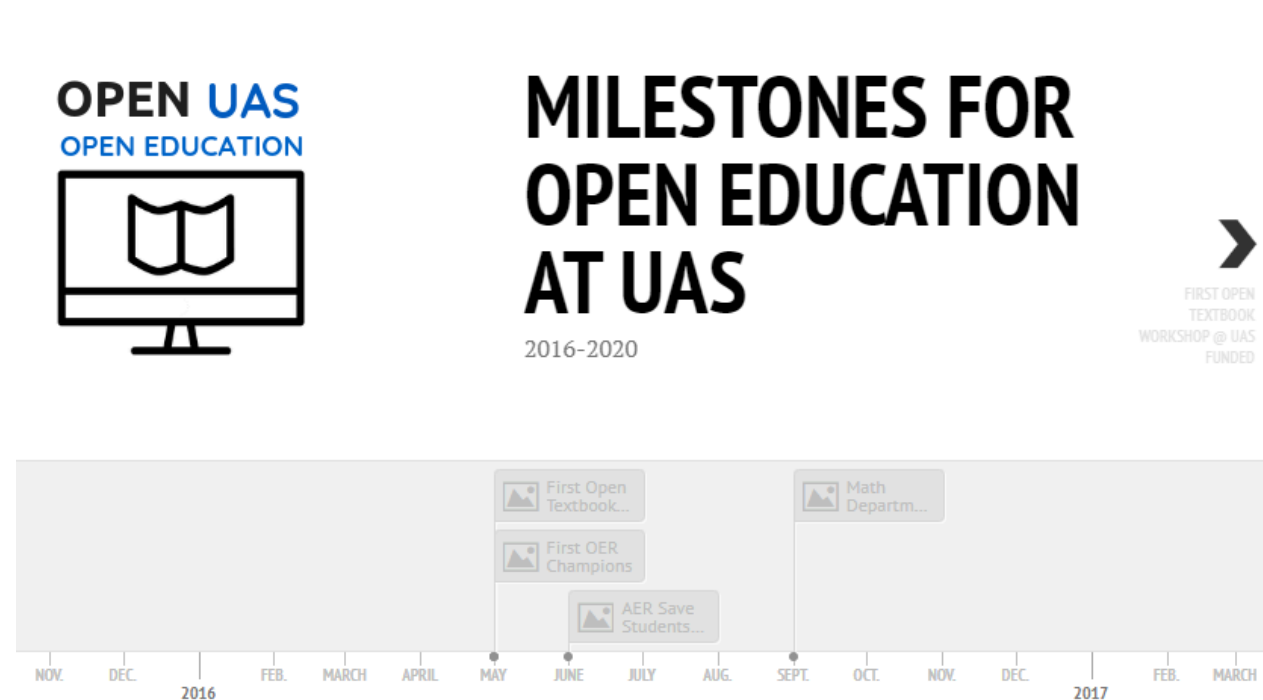 OPEN UAS
OPEN EDUCATION
MILESTONES FOR
OPEN EDUCATION
AT UAS
2016-2020
FIRST OPEN
TEXTBOOK
WORKSHOP @ UAS
FUNDED
First Open
Textbook...
Math
Departm...
First OER
Champions
AER Save
Students...
NOV. DEC. FEB. MARCH APRIL MAY JUNE JULY AUG. SEPT. OCT. NOV. DEC. FEB. MARCH
2016 2017